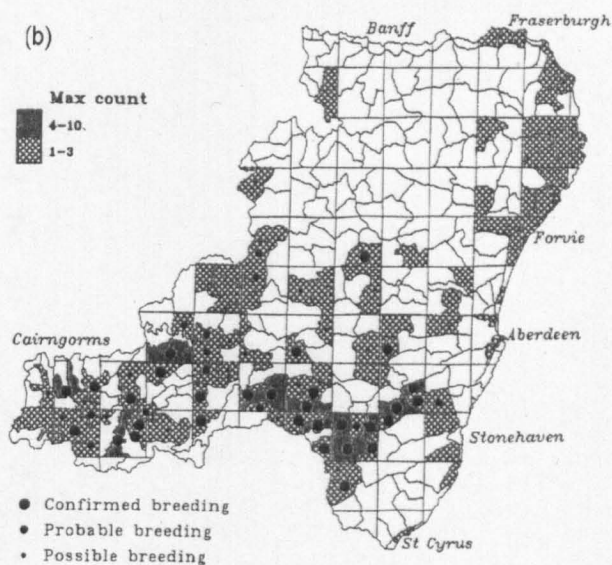 (b)
Banff
Fraserburgh
Max count
4-10.
1-3
Forvie
Cairngorms
Aberdeen
Stonehaven
Confirmed breeding
Probable breeding
Possible breeding
St Cyrus